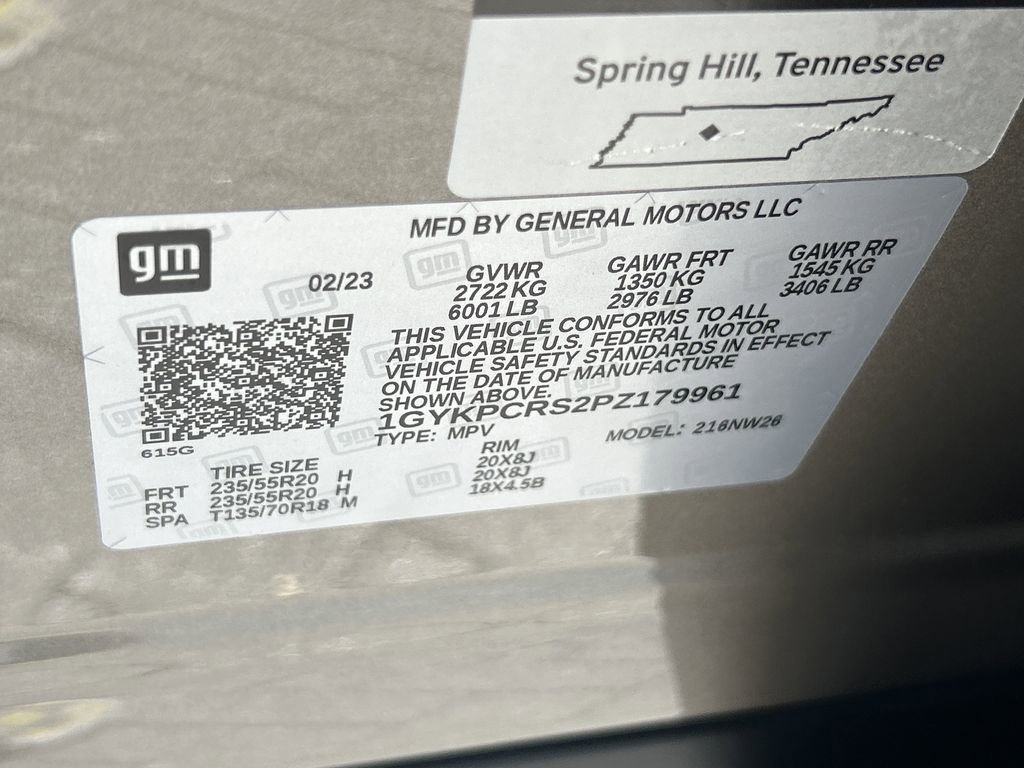 Spring Hill, Tennessee
gm
MFD BY GENERAL MOTORS LLC
02/23
GVWR GAWR FRT GAWR RR
2722 KG 1350 KG 1545 KG
6001 LB 2976 LB 3406 LB
THIS VEHICLE CONFORMS TO ALL
APPLICABLE U.S. FEDERAL MOTOR
VEHICLE SAFETY STANDARDS IN EFFECT
ON THE DATE OF MANUFACTURE
SHOWN ABOVE.
1GYKPCRS2PZ179961
TYPE: MPV MODEL: 216NW26
615G
TIRE SIZE RIM
FRT 235/55R20 H 20X8J
RR 235/55R20 H 20X8J
SPA T135/70R18 M 18X4.5B